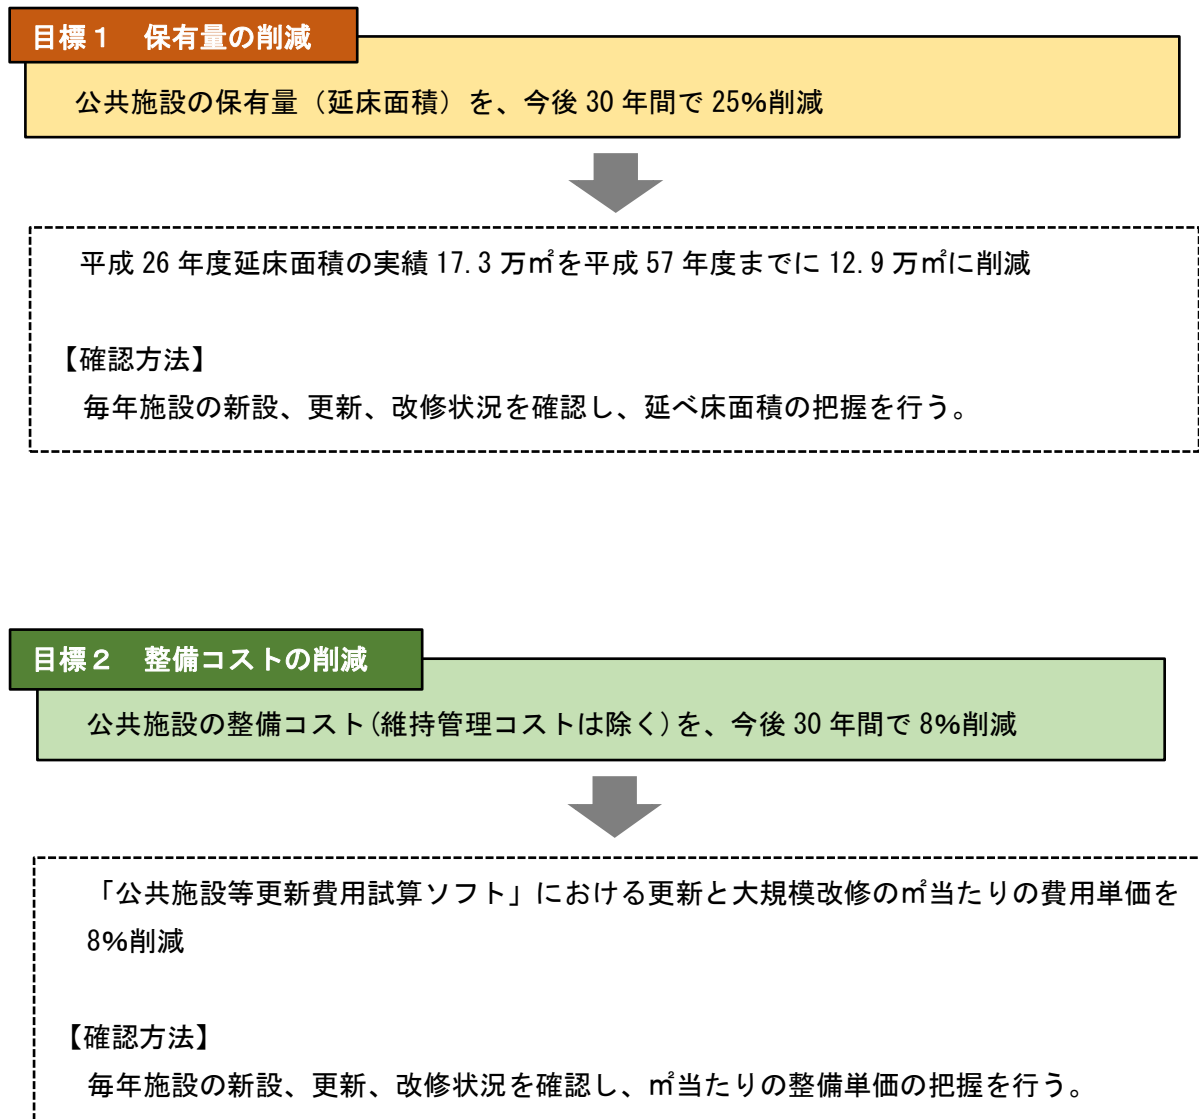 目標１　保有量の削減
公共施設の保有量（延床面積）を、今後 30 年間で 25%削減
平成 26 年度延床面積の実績 17.3 万㎡を平成 57 年度までに 12.9 万㎡に削減
【確認方法】
毎年施設の新設、更新、改修状況を確認し、延べ床面積の把握を行う。
目標２　整備コストの削減
公共施設の整備コスト(維持管理コストは除く)を、今後 30 年間で 8%削減
「公共施設等更新費用試算ソフト」における更新と大規模改修の㎡当たりの費用単価を
8%削減
【確認方法】
毎年施設の新設、更新、改修状況を確認し、㎡当たりの整備単価の把握を行う。